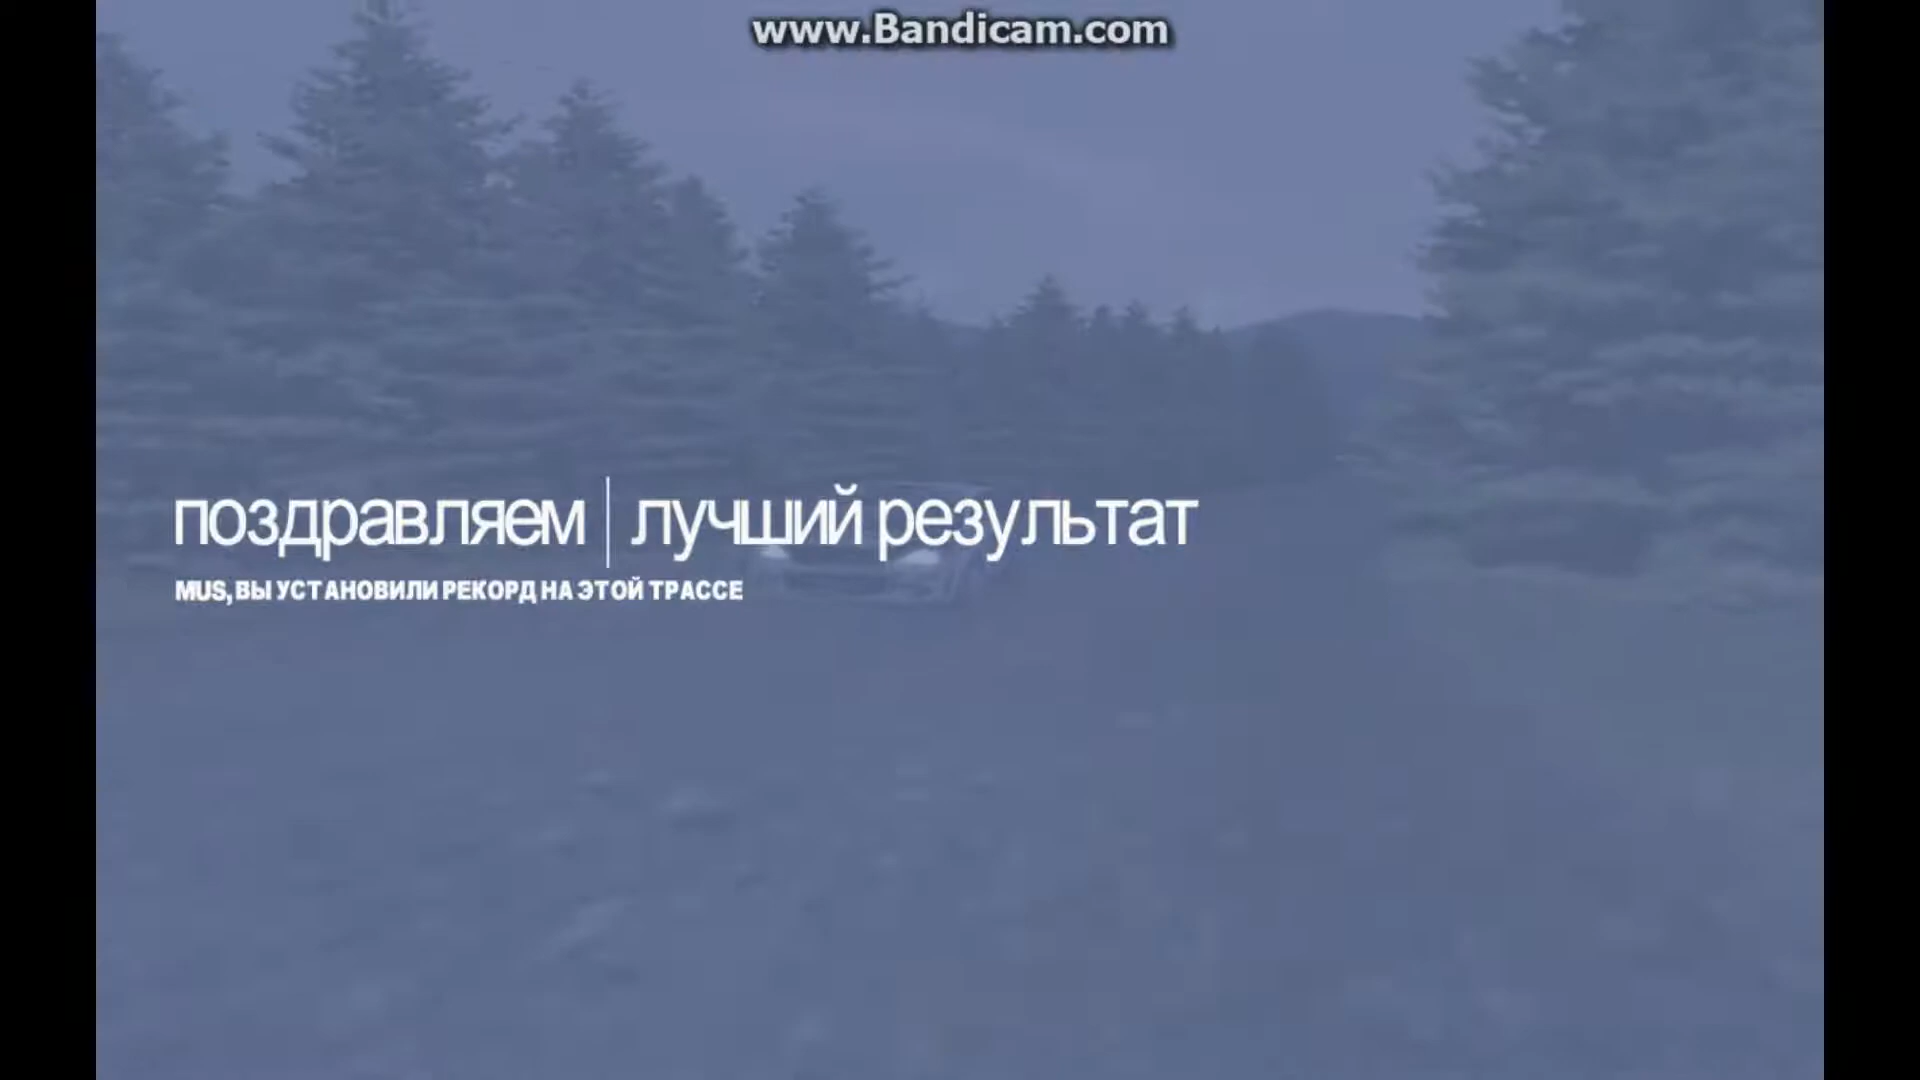 www.Bandicam.com
поздравляем | лучший результат
MUS, ВЫ УСТАНОВИЛИ РЕКОРД НА ЭТОЙ ТРАССЕ